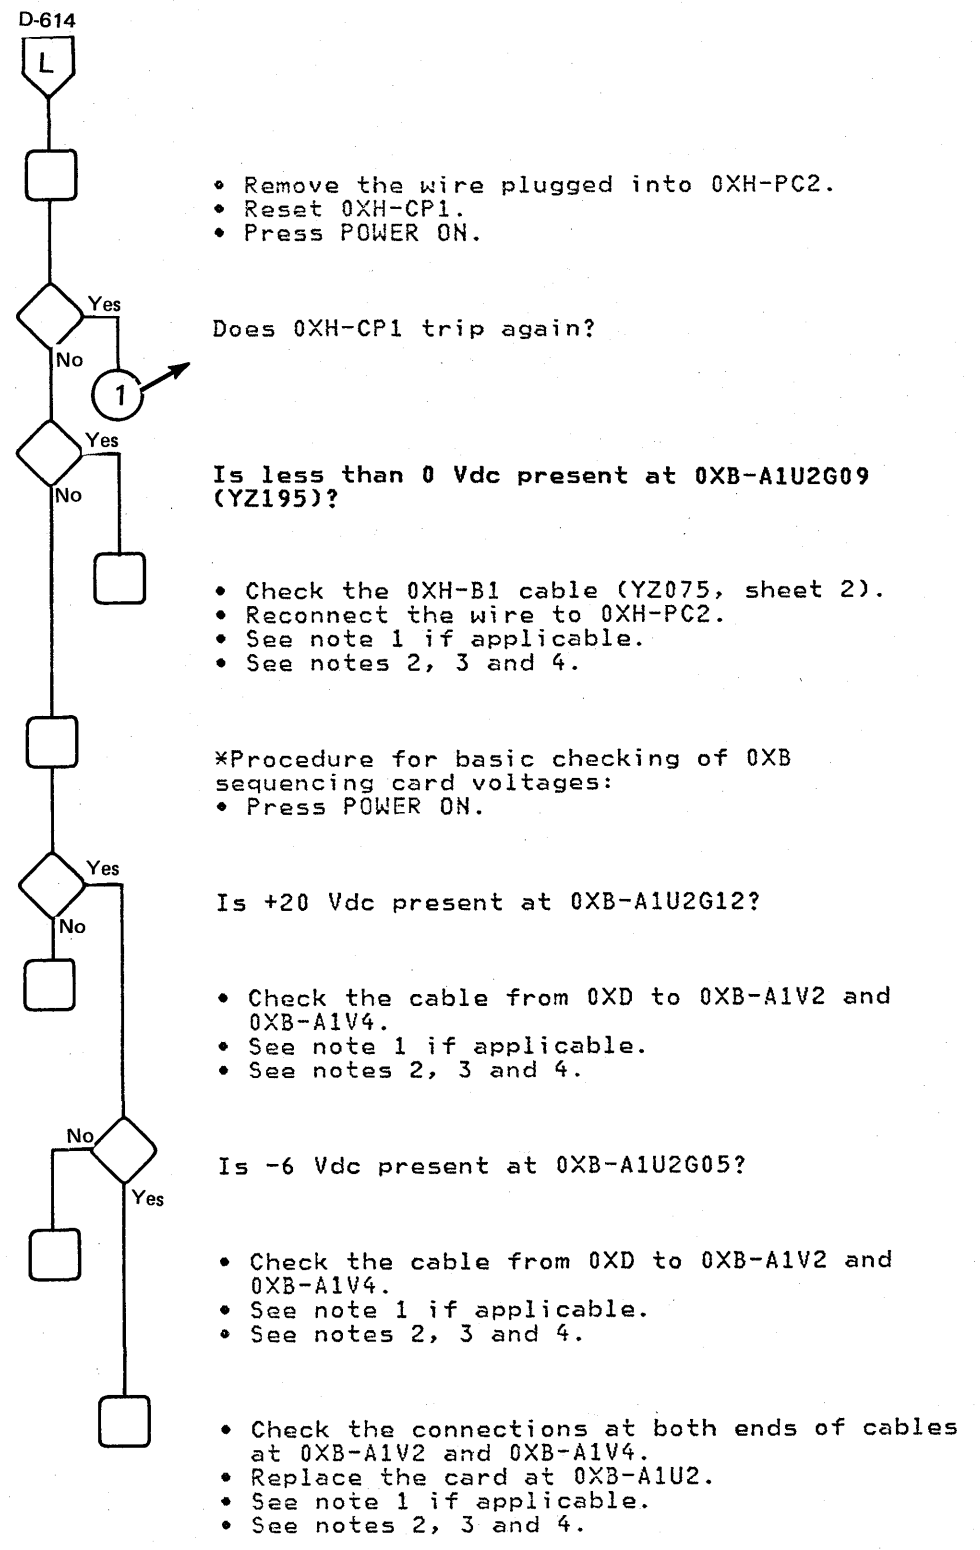 D-614
L
• Remove the wire plugged into 0XH-PC2.
• Reset 0XH-CP1.
• Press POWER ON.
Yes
Does 0XH-CP1 trip again?
No
1
Yes
Is less than 0 Vdc present at 0XB-A1U2G09
(YZ195)?
No
• Check the 0XH-B1 cable (YZ075, sheet 2).
• Reconnect the wire to 0XH-PC2.
• See note 1 if applicable.
• See notes 2, 3 and 4.
*Procedure for basic checking of 0XB
sequencing card voltages:
• Press POWER ON.
Yes
Is +20 Vdc present at 0XB-A1U2G12?
No
• Check the cable from 0XD to 0XB-A1V2 and
0XB-A1V4.
• See note 1 if applicable.
• See notes 2, 3 and 4.
No
Is -6 Vdc present at 0XB-A1U2G05?
Yes
• Check the cable from 0XD to 0XB-A1V2 and
0XB-A1V4.
• See note 1 if applicable.
• See notes 2, 3 and 4.
• Check the connections at both ends of cables
at 0XB-A1V2 and 0XB-A1V4.
• Replace the card at 0XB-A1U2.
• See note 1 if applicable.
• See notes 2, 3 and 4.